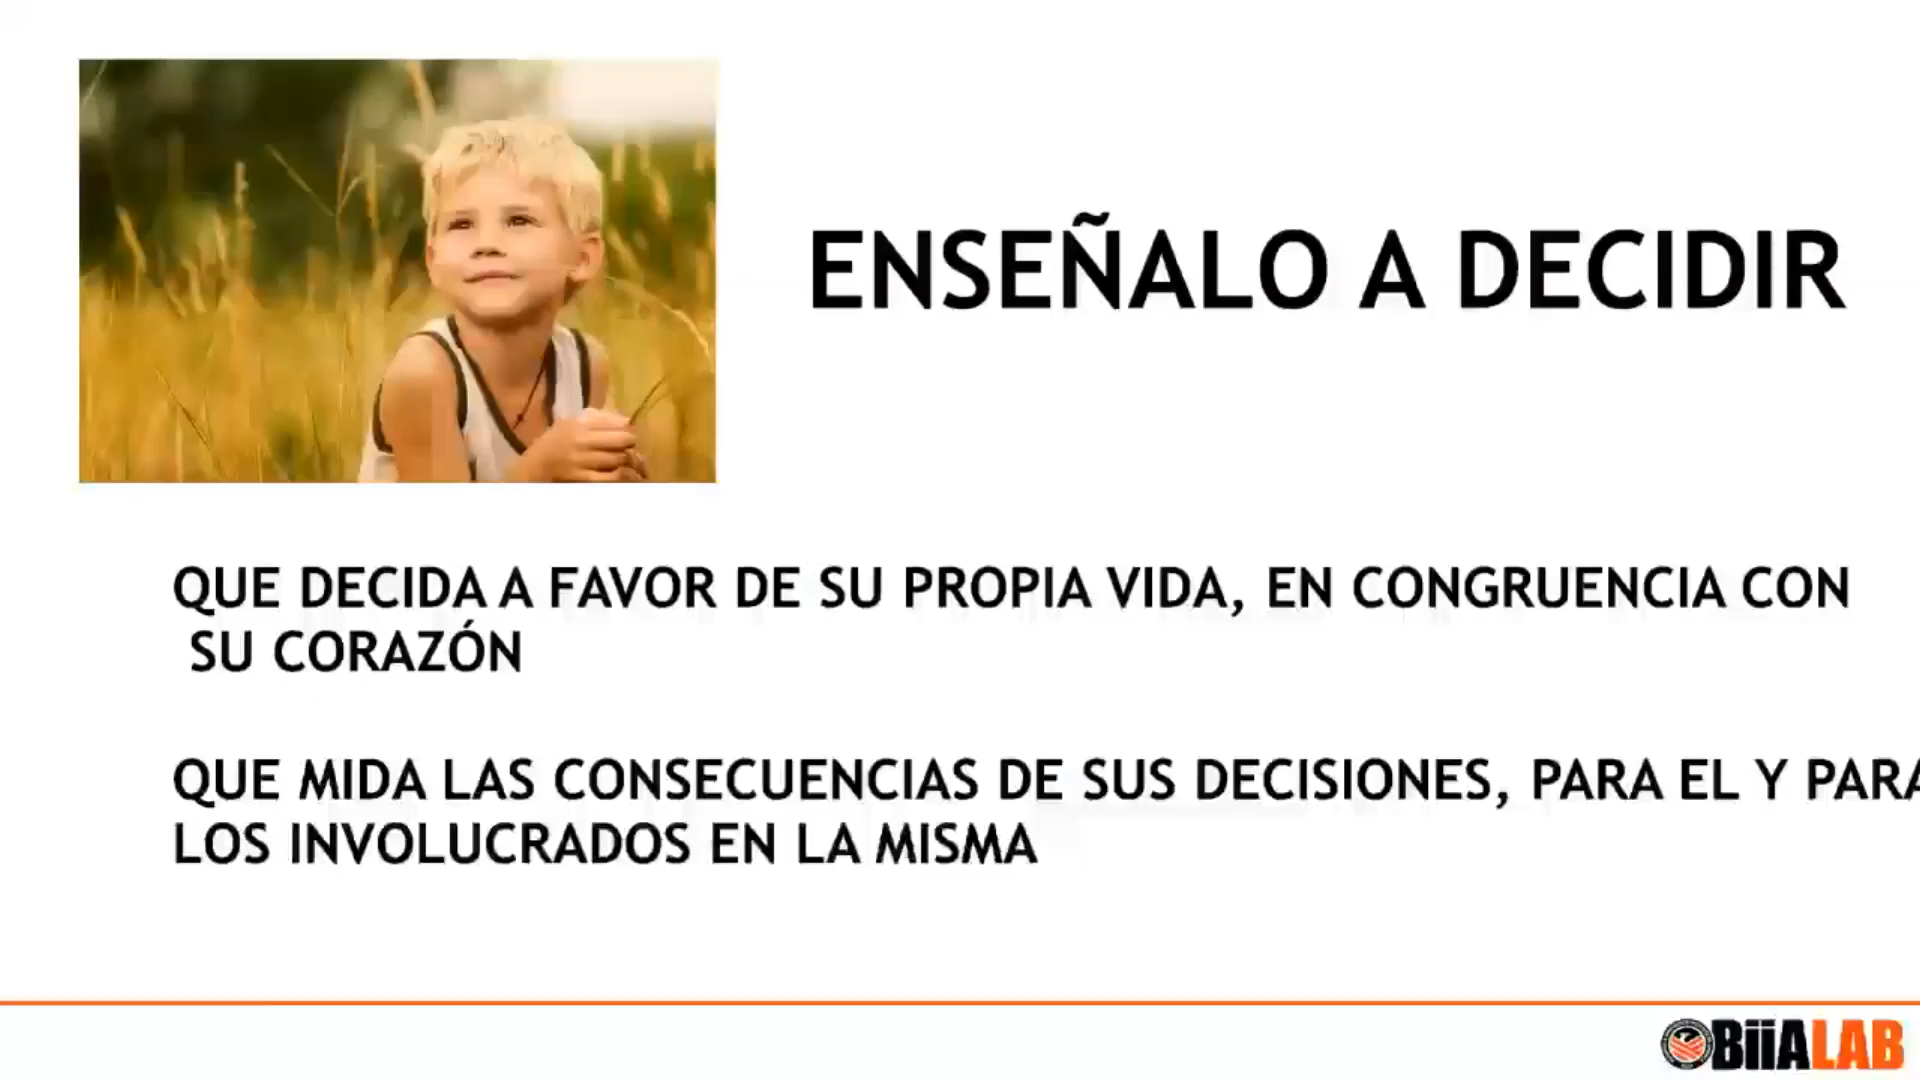 ENSEÑALO A DECIDIR
QUE DECIDA A FAVOR DE SU PROPIA VIDA, EN CONGRUENCIA CON
SU CORAZÓN
QUE MIDA LAS CONSECUENCIAS DE SUS DECISIONES, PARA EL Y PARA
LOS INVOLUCRADOS EN LA MISMA
BiiALAB